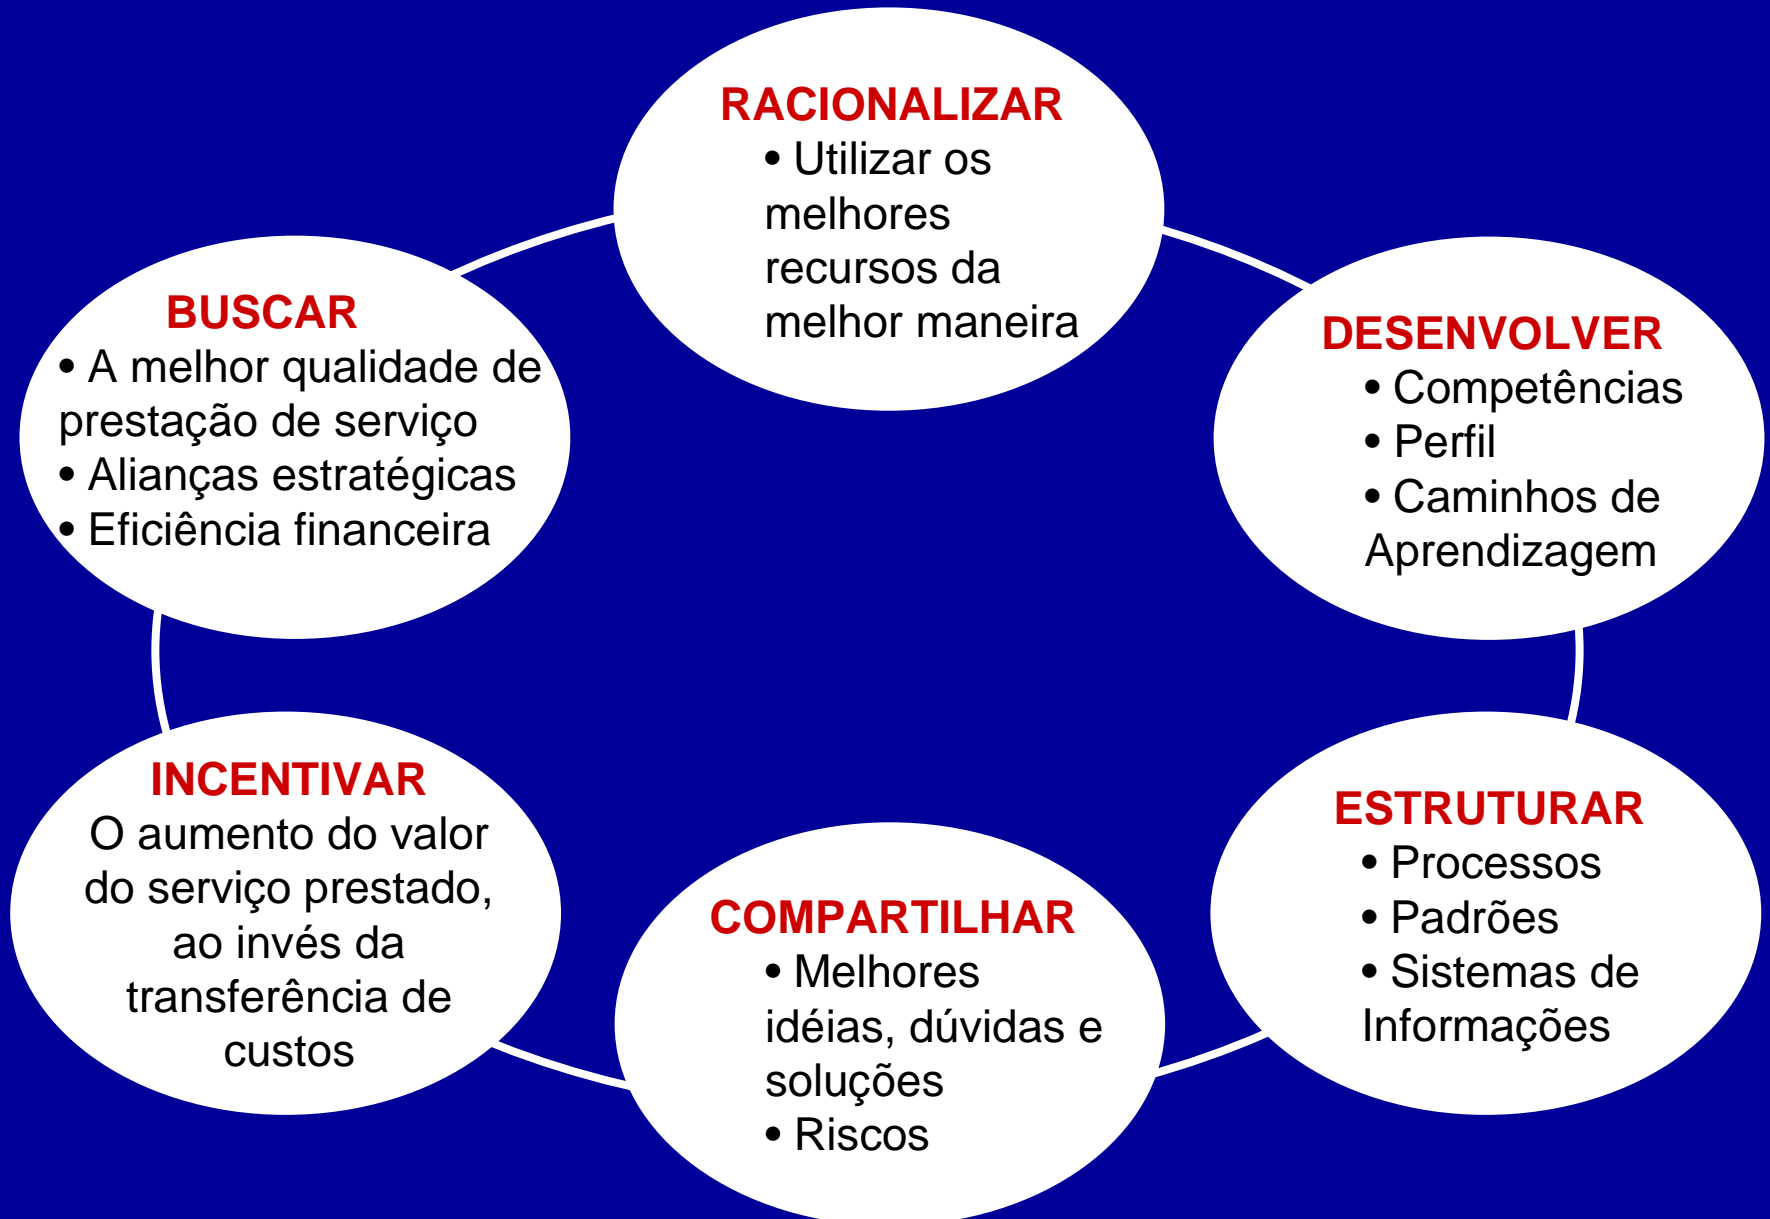 RACIONALIZAR
• Utilizar os
melhores
recursos da
melhor maneira
DESENVOLVER
• Competências
• Perfil
• Caminhos de
Aprendizagem
ESTRUTURAR
• Processos
• Padrões
• Sistemas de
Informações
COMPARTILHAR
• Melhores
idéias, dúvidas e
soluções
• Riscos
INCENTIVAR
O aumento do valor
do serviço prestado,
ao invés da
transferência de
custos
BUSCAR
• A melhor qualidade de
prestação de serviço
• Alianças estratégicas
• Eficiência financeira